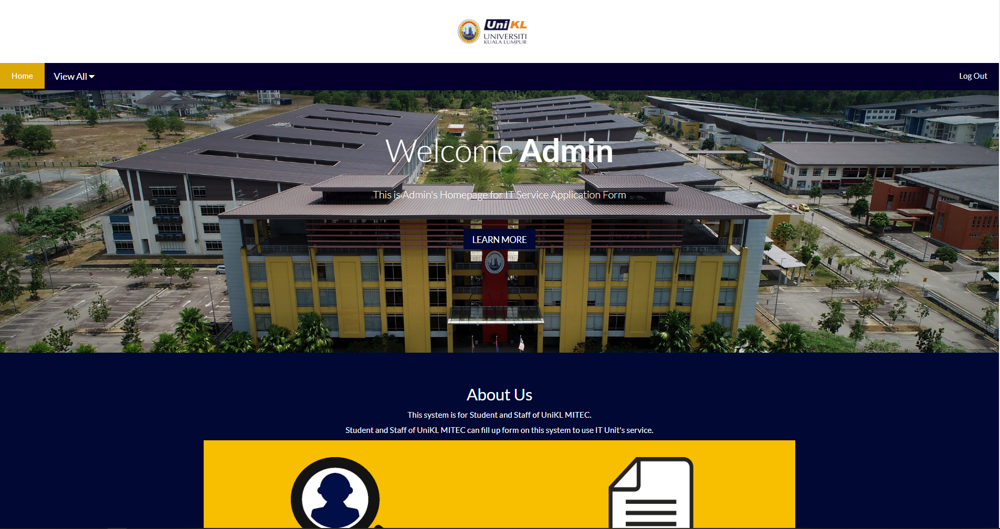 UniKL
UNIVERSITI
KUALA LUMPUR
Home
View All
Log Out
Welcome Admin
This is Admin's Homepage for IT Service Application Form
LEARN MORE
About Us
This system is for Student and Staff of UniKL MITEC.
Student and Staff of UniKL MITEC can fill up form on this system to use IT Unit's service.